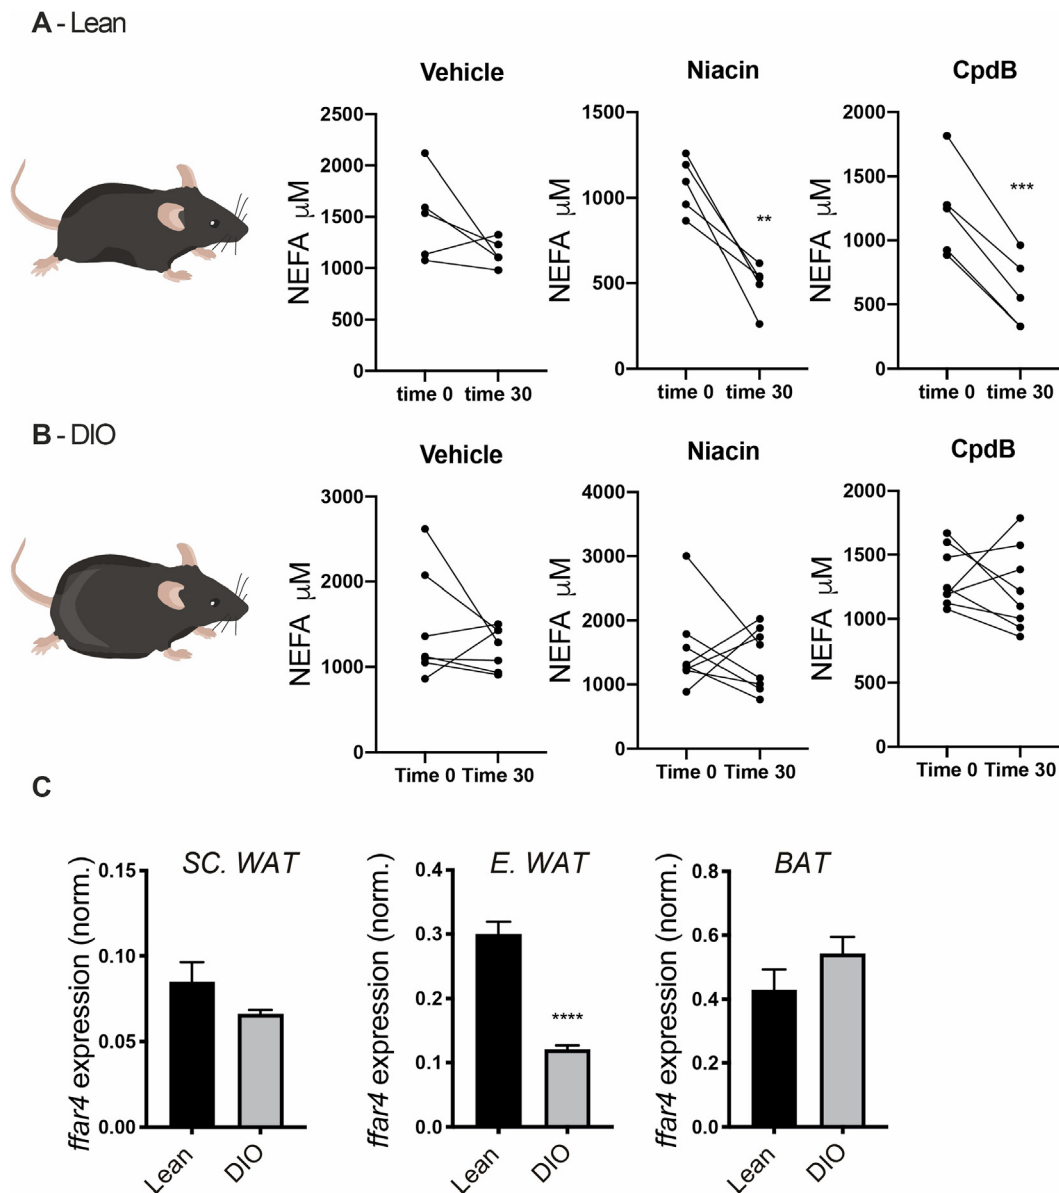 A - Lean
Vehicle
Niacin
CpdB
NEFA μM
2500
2000
1500
1000
500
0
time 0 time 30
NEFA μM
1500
1000
500
0
**
time 0 time 30
NEFA μM
2000
1500
1000
500
0
***
time 0 time 30
B - DIO
Vehicle
Niacin
CpdB
NEFA μM
3000
2000
1000
0
Time 0 Time 30
NEFA μM
4000
3000
2000
1000
0
Time 0 Time 30
NEFA μM
2000
1500
1000
500
0
Time 0 Time 30
C
SC. WAT
ffar4 expression (norm.)
0.15
0.10
0.05
0.00
Lean
DIO
E. WAT
ffar4 expression (norm.)
0.4
0.3
0.2
0.1
0.0
****
Lean
DIO
BAT
ffar4 expression (norm.)
0.8
0.6
0.4
0.2
0.0
Lean
DIO